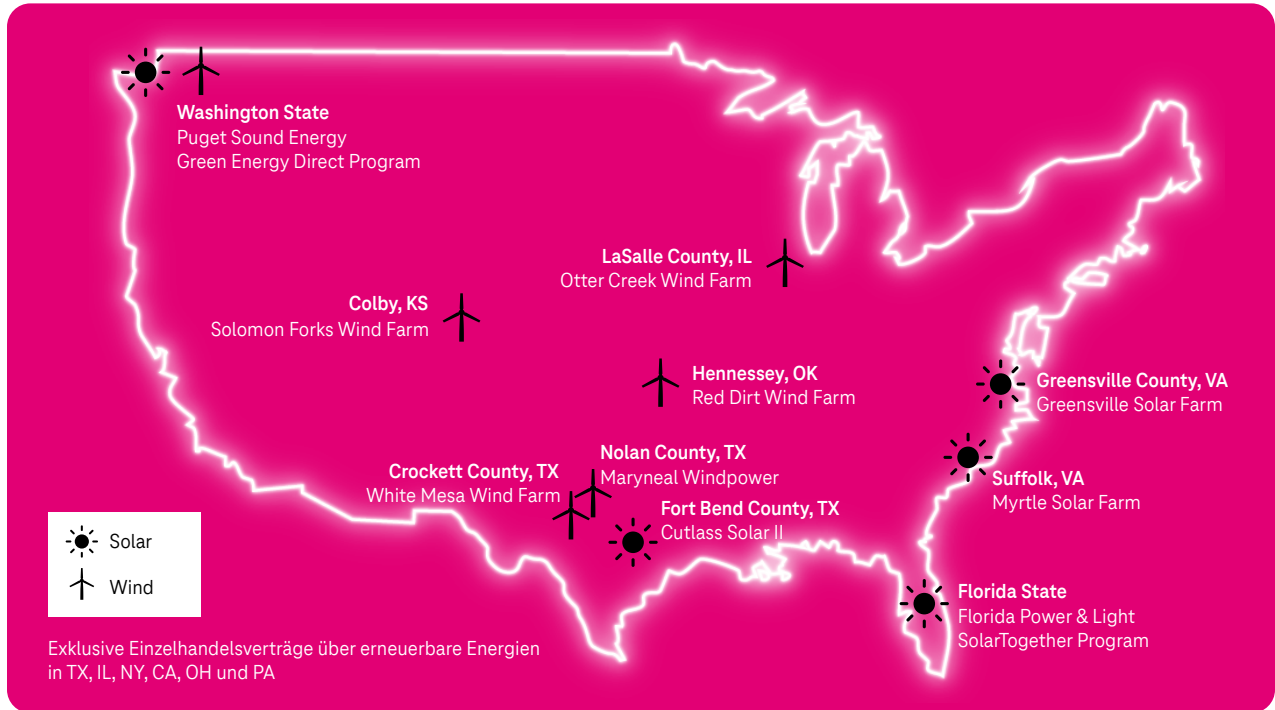 Washington State
Puget Sound Energy
Green Energy Direct Program
LaSalle County, IL
Otter Creek Wind Farm
Colby, KS
Solomon Forks Wind Farm
Hennessey, OK
Red Dirt Wind Farm
Greensville County, VA
Greensville Solar Farm
Nolan County, TX
Maryneal Windpower
Crockett County, TX
White Mesa Wind Farm
Suffolk, VA
Myrtle Solar Farm
Fort Bend County, TX
Cutlass Solar II
Florida State
Florida Power & Light
SolarTogether Program
Solar
Wind
Exklusive Einzelhandelsverträge über erneuerbare Energien
in TX, IL, NY, CA, OH und PA